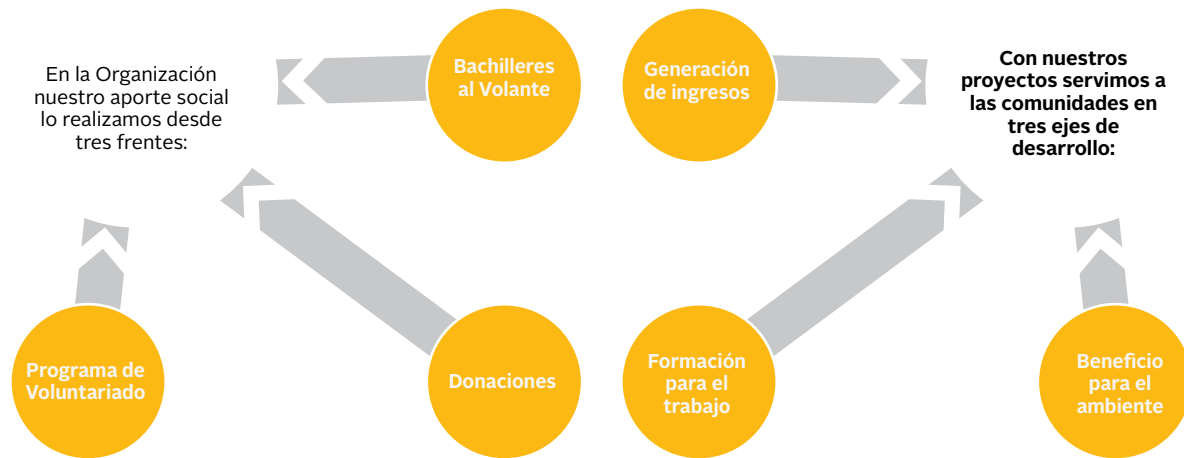 En la Organización
nuestro aporte social
lo realizamos desde
tres frentes:
Bachilleres
al Volante
Programa de
Voluntariado
Donaciones
Generación
de ingresos
Con nuestros
proyectos servimos a
las comunidades en
tres ejes de
desarrollo:
Formación
para el
trabajo
Beneficio
para el
ambiente